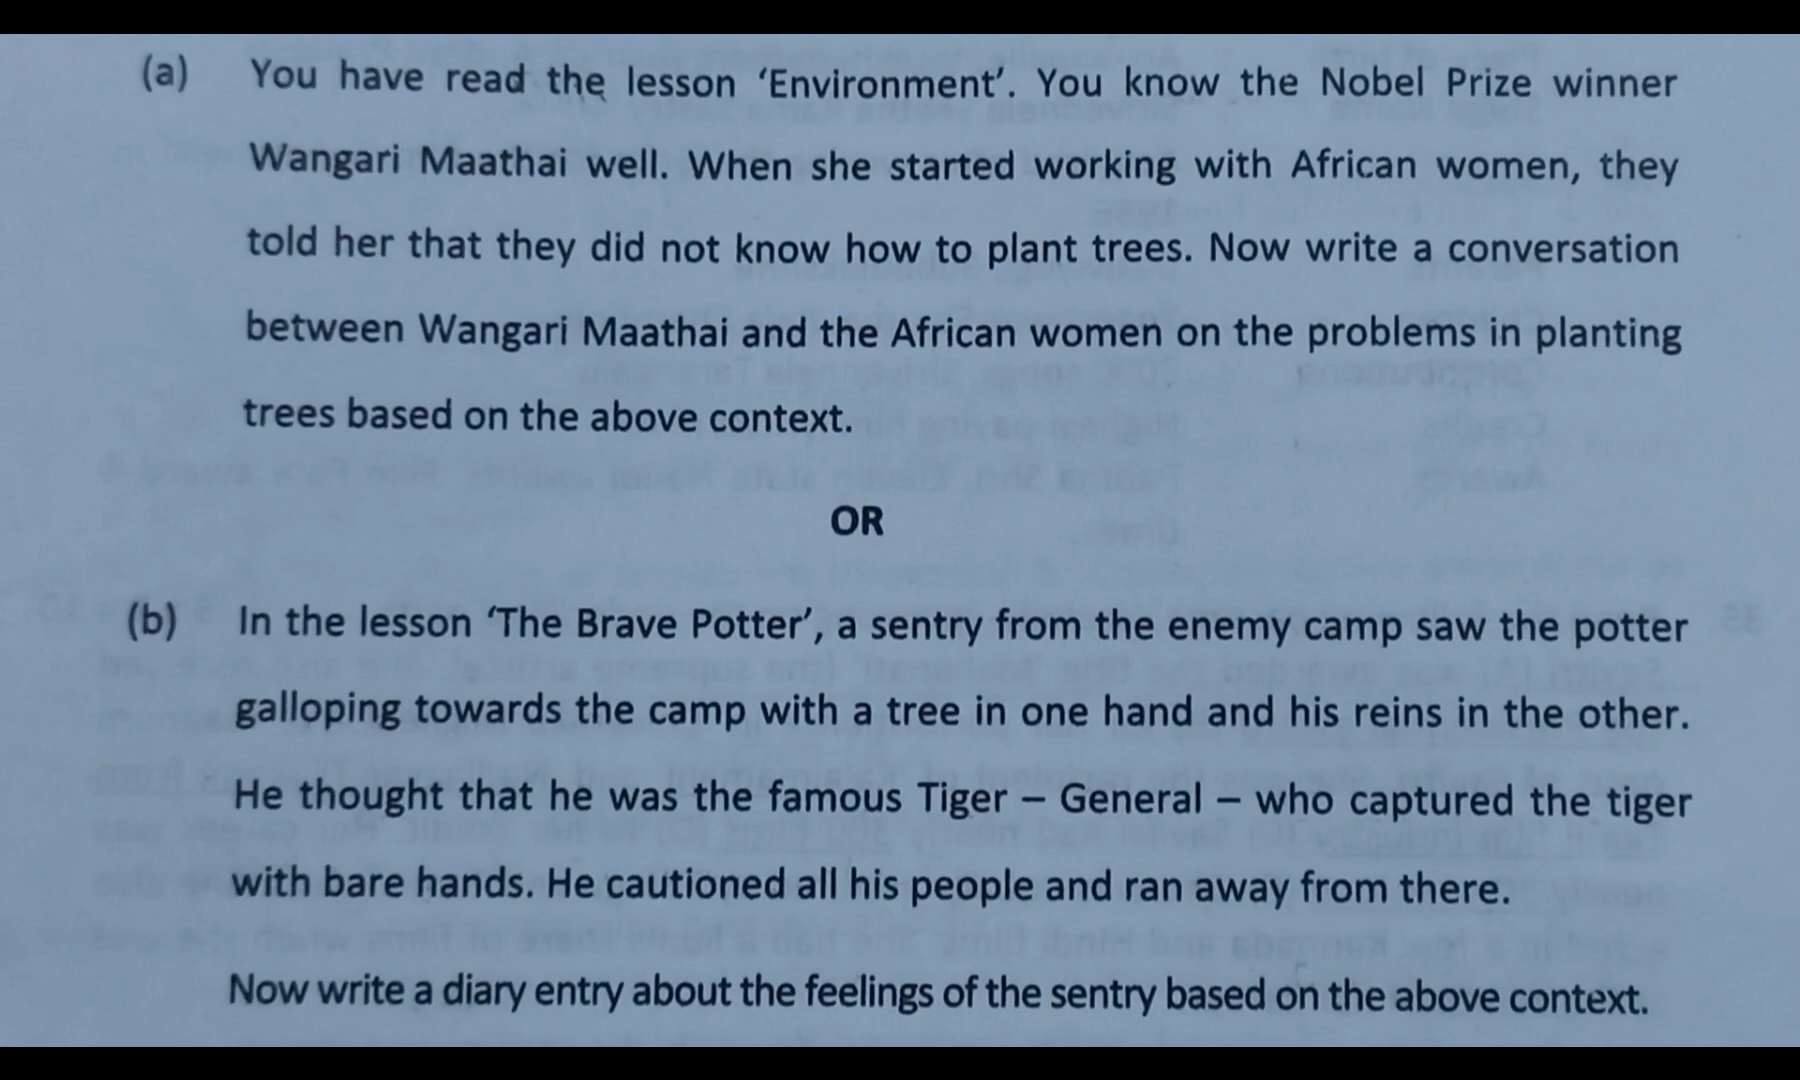 (a) You have read the lesson ‘Environment’. You know the Nobel Prize winner
Wangari Maathai well. When she started working with African women, they
told her that they did not know how to plant trees. Now write a conversation
between Wangari Maathai and the African women on the problems in planting
trees based on the above context.
OR
(b) In the lesson ‘The Brave Potter’, a sentry from the enemy camp saw the potter
galloping towards the camp with a tree in one hand and his reins in the other.
He thought that he was the famous Tiger – General – who captured the tiger
with bare hands. He cautioned all his people and ran away from there.
Now write a diary entry about the feelings of the sentry based on the above context.